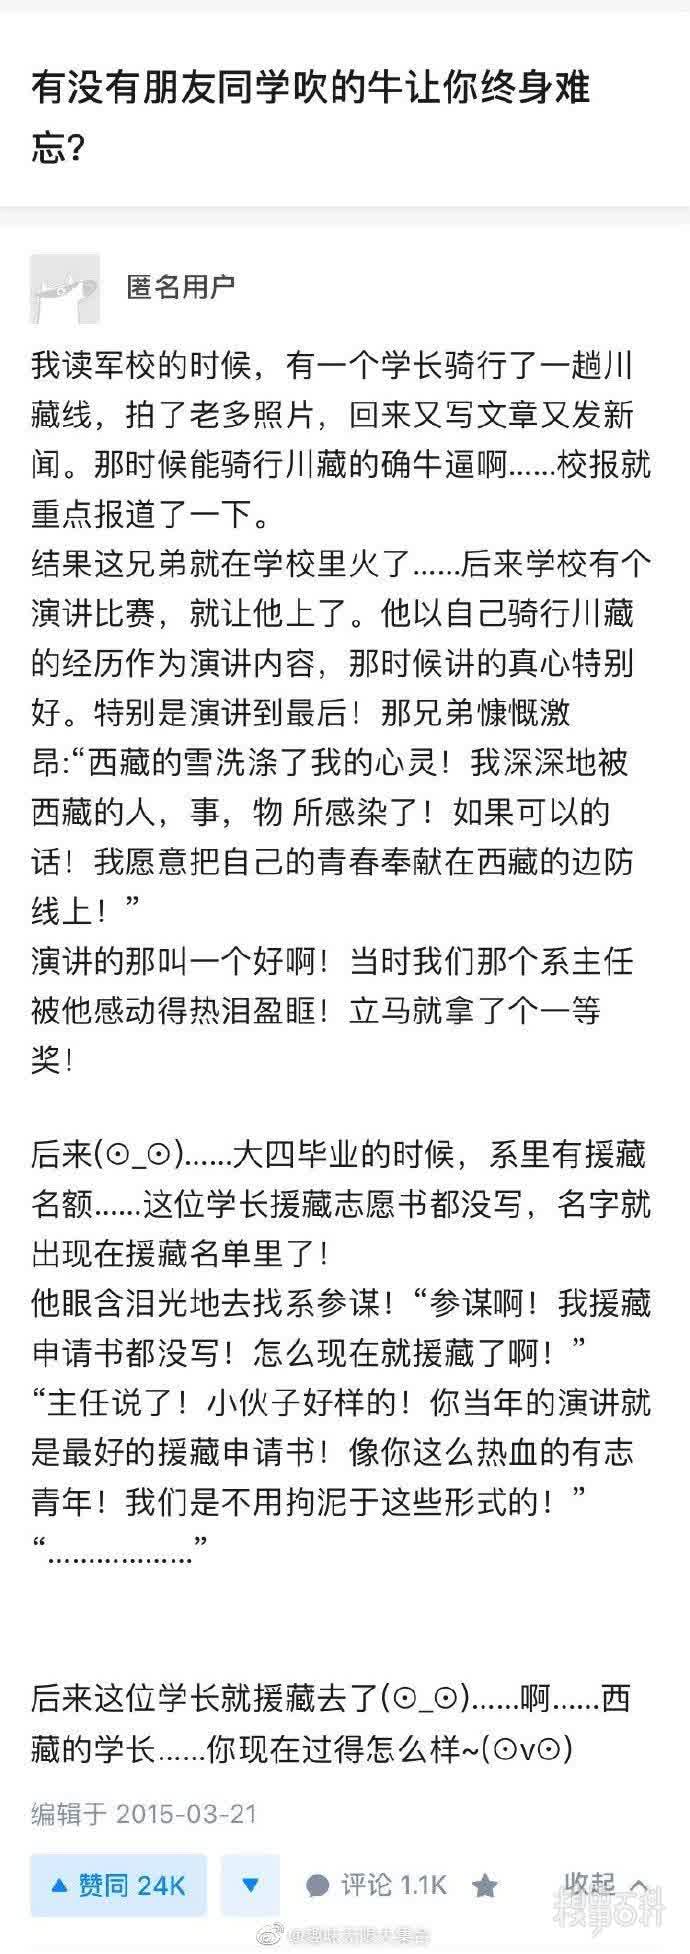 有没有朋友同学吹的牛让你终身难
忘?
匿名用户
我读军校的时候，有一个学长骑行了一趟川
藏线，拍了老多照片，回来又写文章又发新
闻。那时候能骑行川藏的确牛逼啊......校报就
重点报道了一下。
结果这兄弟就在学校里火了......后来学校有个
演讲比赛，就让他上了。他以自己骑行川藏
的经历作为演讲内容，那时候讲的真心特别
好。特别是演讲到最后！那兄弟慷慨激
昂:“西藏的雪洗涤了我的心灵！我深深地被
西藏的人，事，物 所感染了！如果可以的
话！我愿意把自己的青春奉献在西藏的边防
线上！”
演讲的那叫一个好啊！当时我们那个系主任
被他感动得热泪盈眶！立马就拿了个一等
奖！
后来(⊙_⊙)......大四毕业的时候，系里有援藏
名额......这位学长援藏志愿书都没写，名字就
出现在援藏名单里了！
他眼含泪光地去找系参谋！“参谋啊！我援藏
申请书都没写！怎么现在就援藏了啊！”
“主任说了！小伙子好样的！你当年的演讲就
是最好的援藏申请书！像你这么热血的有志
青年！我们是不用拘泥于这些形式的！”
“..................”
后来这位学长就援藏去了(⊙_⊙)......啊......西
藏的学长......你现在过得怎么样~(⊙v⊙)
编辑于 2015-03-21
赞同 24K
评论 1.1K
收起
糗事百科